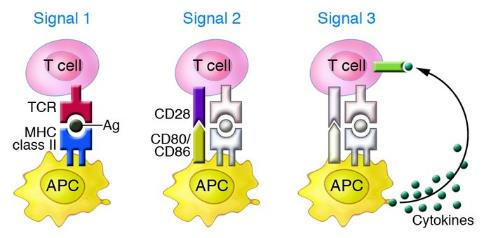 Signal 1
Signal 2
Signal 3
T cell
T cell
T cell
TCR
Ag
MHC
class II
CD28
CD80/
CD86
APC
APC
APC
Cytokines